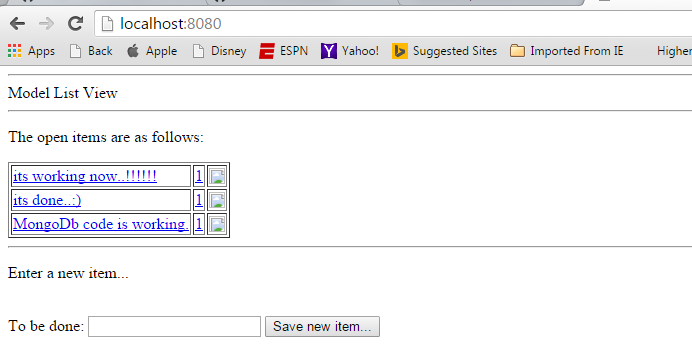 localhost:8080
Apps Back Apple Disney ESPN Yahoo! Suggested Sites Imported From IE Higher
Model List View
The open items are as follows:
its working now..!!!!!! 1
its done..:) 1
MongoDb code is working. 1
Enter a new item...
To be done: Save new item...